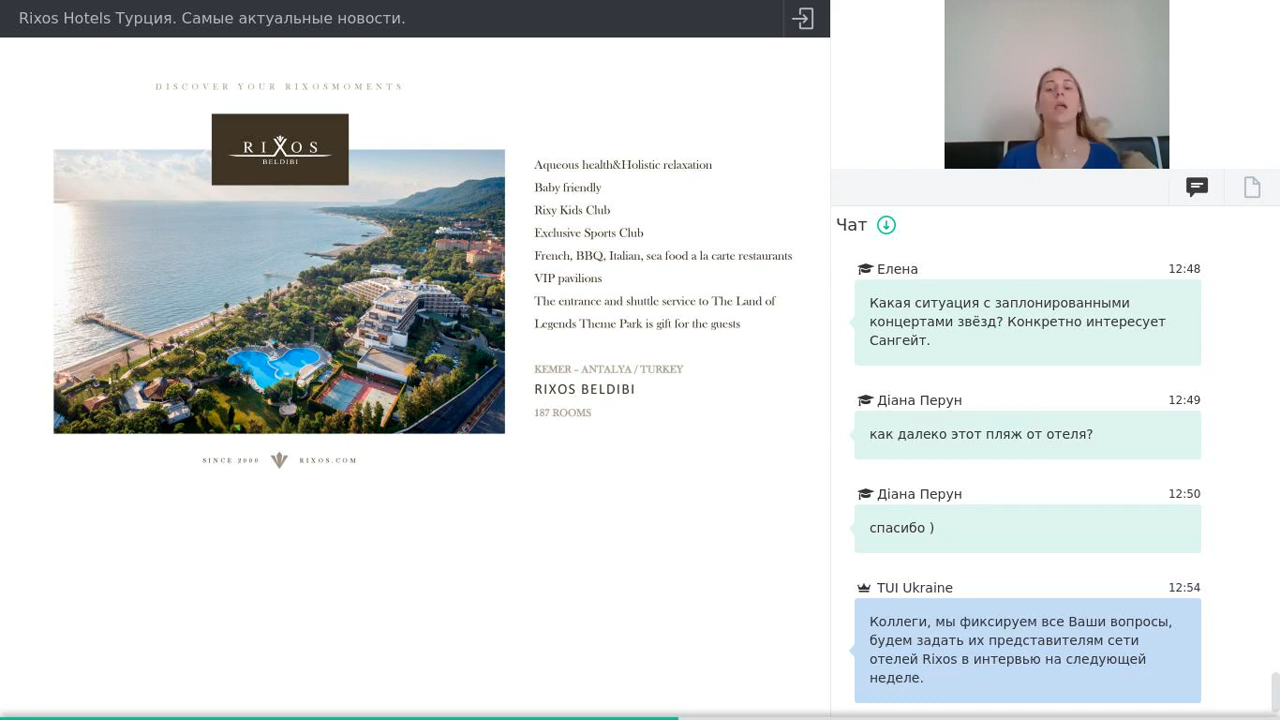 Rixos Hotels Турция. Самые актуальные новости.
DISCOVER YOUR RIXOSMOMENTS
RIXOS
BELDIBI
Aqueous health&Holistic relaxation
Baby friendly
Rixy Kids Club
Exclusive Sports Club
French, BBQ, Italian, sea food a la carte restaurants
VIP pavilions
The entrance and shuttle service to The Land of
Legends Theme Park is gift for the guests
KEMER – ANTALYA / TURKEY
RIXOS BELDIBI
187 ROOMS
SINCE 2000 RIXOS.COM
Чат
Елена 12:48
Какая ситуация с заплонированными
концертами звёзд? Конкретно интересует
Сангейт.
Діана Перун 12:49
как далеко этот пляж от отеля?
Діана Перун 12:50
спасибо )
TUI Ukraine 12:54
Коллеги, мы фиксируем все Ваши вопросы,
будем задать их представителям сети
отелей Rixos в интервью на следующей
неделе.